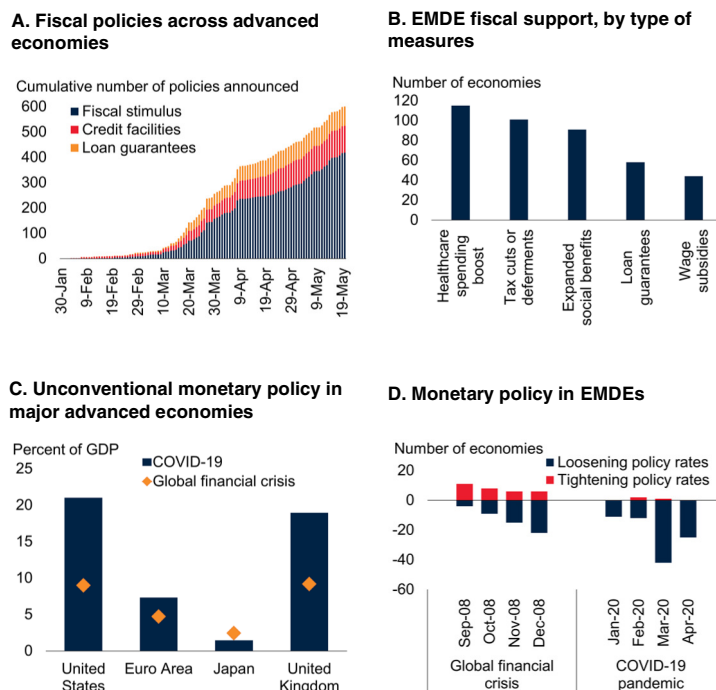 A. Fiscal policies across advanced
economies
Cumulative number of policies announced
600
500
400
300
200
100
0
Fiscal stimulus
Credit facilities
Loan guarantees
30-Jan
9-Feb
19-Feb
29-Feb
10-Mar
20-Mar
30-Mar
9-Apr
19-Apr
29-Apr
9-May
19-May
B. EMDE fiscal support, by type of
measures
Number of economies
120
100
80
60
40
20
0
Healthcare
spending
boost
Tax cuts or
deferments
Expanded
social benefits
Loan
guarantees
Wage
subsidies
C. Unconventional monetary policy in
major advanced economies
Percent of GDP
25
20
15
10
5
0
COVID-19
Global financial crisis
United
States
Euro Area
Japan
United
Kingdom
D. Monetary policy in EMDEs
Number of economies
20
0
-20
-40
-60
Loosening policy rates
Tightening policy rates
Sep-08
Oct-08
Nov-08
Dec-08
Jan-20
Feb-20
Mar-20
Apr-20
Global financial
crisis
COVID-19
pandemic